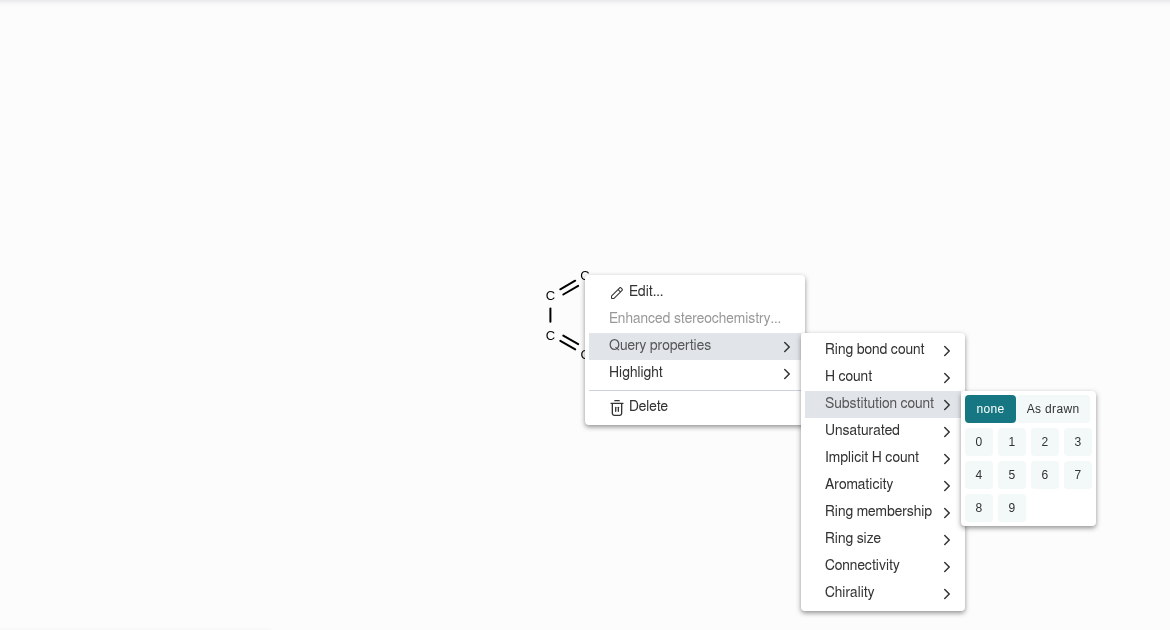 C
C
C
C
Edit...
Enhanced stereochemistry...
Query properties
Highlight
Delete
Ring bond count
H count
Substitution count
Unsaturated
Implicit H count
Aromaticity
Ring membership
Ring size
Connectivity
Chirality
none As drawn
0 1 2 3
4 5 6 7
8 9